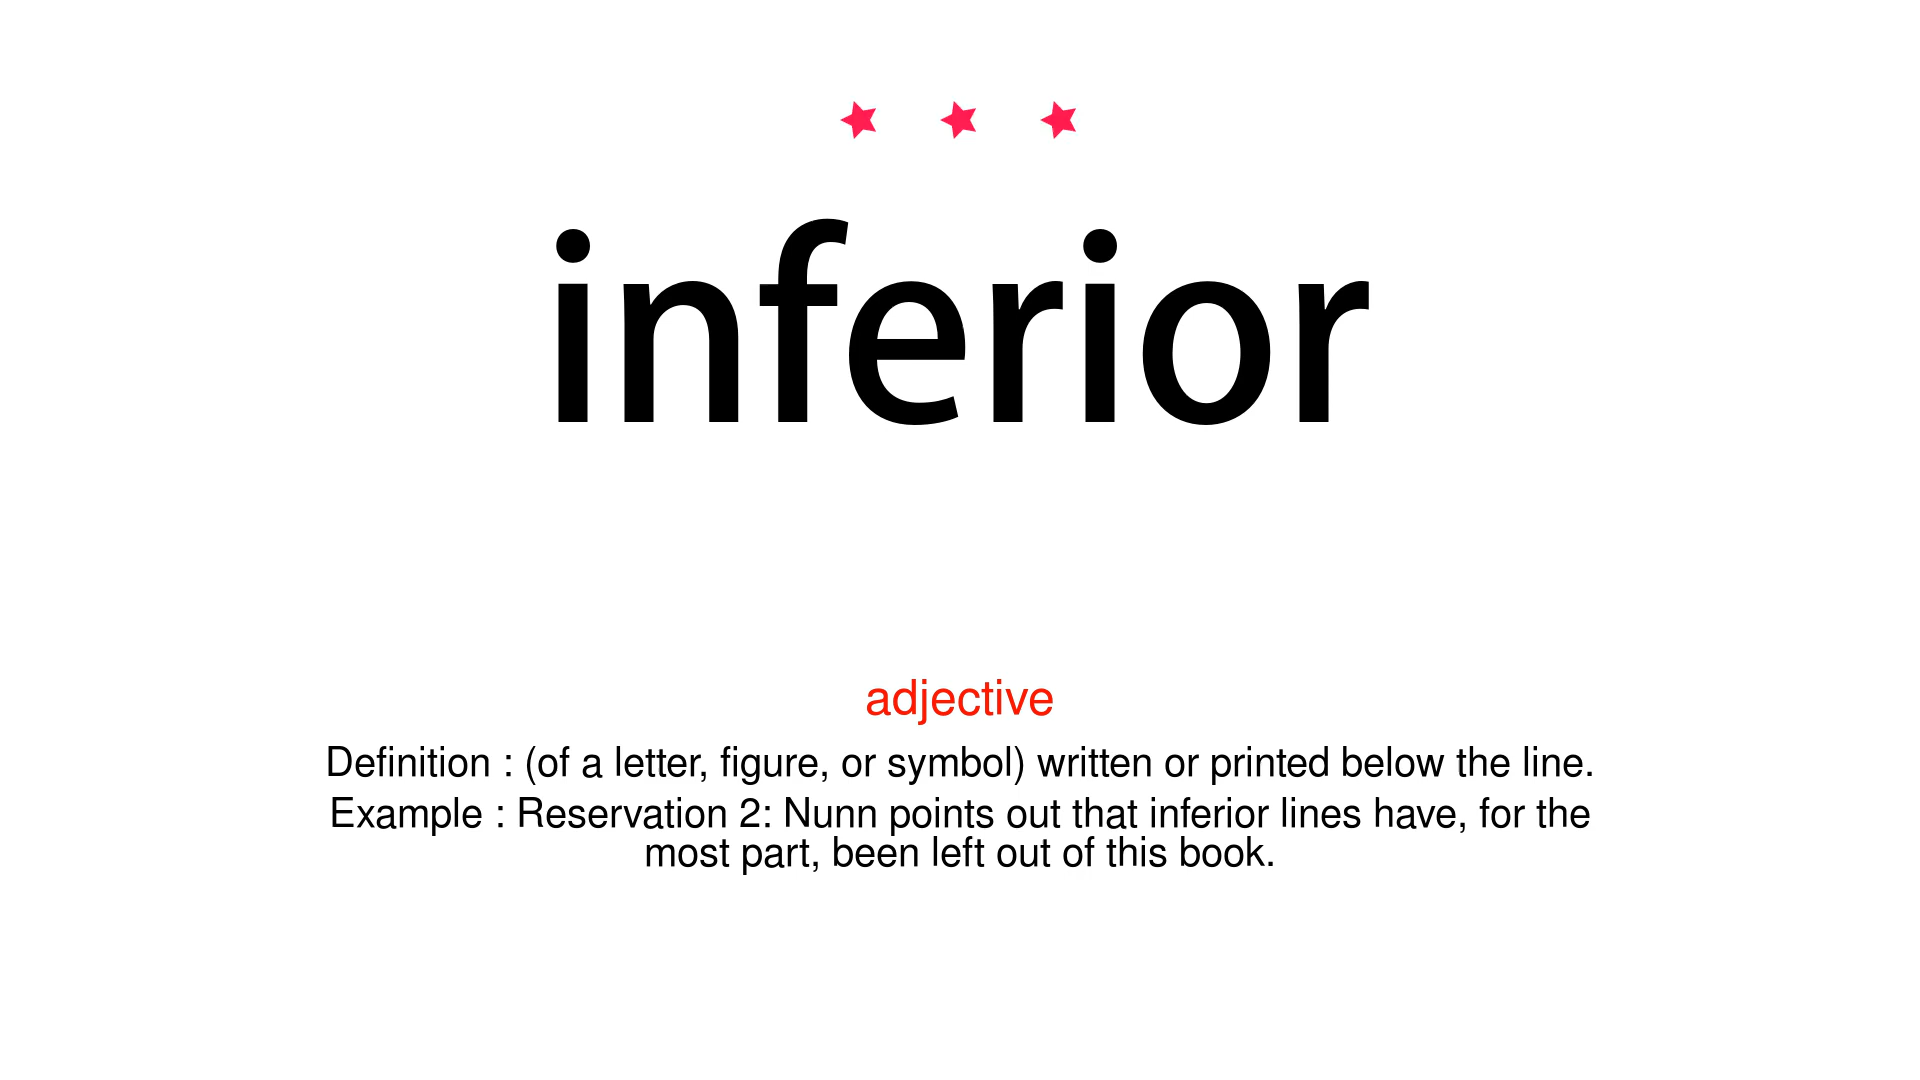 inferior
adjective
Definition : (of a letter, figure, or symbol) written or printed below the line.
Example : Reservation 2: Nunn points out that inferior lines have, for the
most part, been left out of this book.